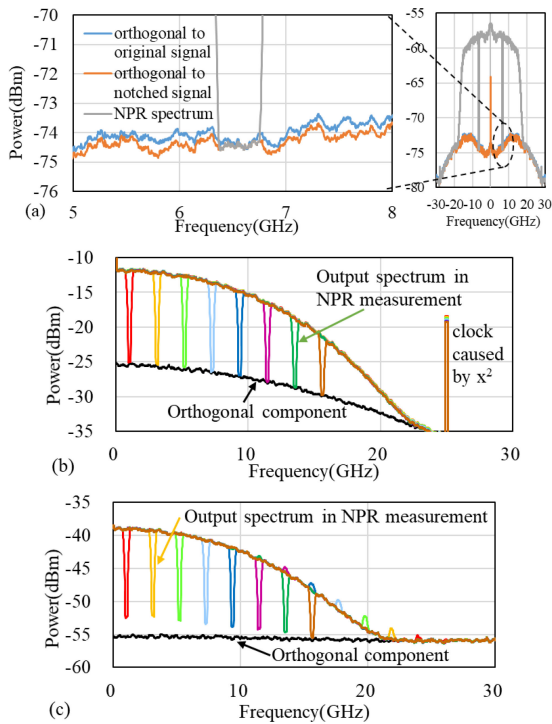 -70
-71
-72
-73
-74
-75
-76
Power(dBm)
orthogonal to
original signal
orthogonal to
notched signal
NPR spectrum
5
6
7
8
Frequency(GHz)
(a)
-55
-60
-65
-70
-75
-80
-30 -20 -10 0 10 20 30
Frequency(GHz)
-10
-15
-20
-25
-30
-35
Power(dBm)
Output spectrum in
NPR measurement
clock
caused
by x²
Orthogonal component
0
10
20
30
Frequency(GHz)
(b)
-35
-40
-45
-50
-55
-60
Power(dBm)
Output spectrum in NPR measurement
Orthogonal component
0
10
20
30
Frequency(GHz)
(c)